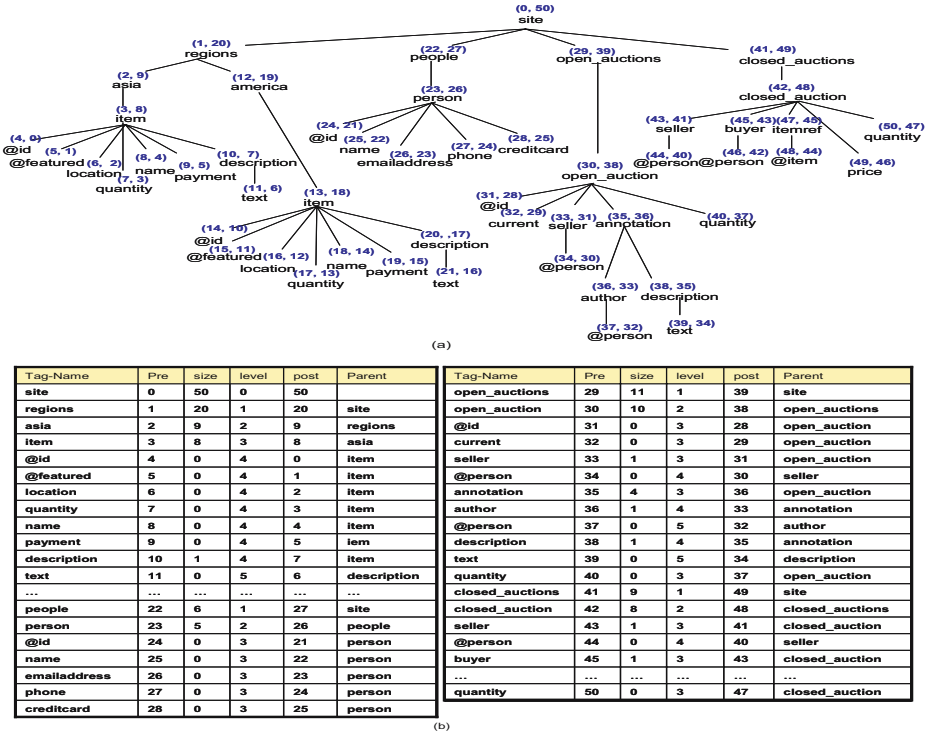 (0, 50)
site
(1, 20)
regions
(22, 27)
people
(29, 39)
open_auctions
(41, 49)
closed_auctions
(2, 9)
asia
(12, 19)
america
(23, 26)
person
(42, 48)
closed_auction
(3, 8)
item
(4, 0)
@id
(5, 1)
@featured
(6, 2)
location
(7, 3)
quantity
(8, 4)
name
(9, 5)
payment
(10, 7)
description
(11, 6)
text
(24, 21)
@id
(25, 22)
name
(26, 23)
emailaddress
(27, 24)
phone
(28, 25)
creditcard
(43, 41)
seller
(45, 43)
buyer
(47, 45)
itemref
(50, 47)
quantity
(44, 40)
@person
(46, 42)
@person
(48, 44)
@item
(49, 46)
price
(13, 18)
item
(14, 10)
@id
(15, 11)
@featured
(16, 12)
location
(17, 13)
quantity
(18, 14)
name
(19, 15)
payment
(20, ,17)
description
(21, 16)
text
(30, 38)
open_auction
(31, 28)
@id
(32, 29)
current
(33, 31)
seller
(35, 36)
annotation
(40, 37)
quantity
(34, 30)
@person
(36, 33)
author
(38, 35)
description
(37, 32)
@person
(39, 34)
text
(a)
Tag-Name Pre size level post Parent
site 0 50 0 50
regions 1 20 1 20 site
asia 2 9 2 9 regions
item 3 8 3 8 asia
@id 4 0 4 0 item
@featured 5 0 4 1 item
location 6 0 4 2 item
quantity 7 0 4 3 item
name 8 0 4 4 item
payment 9 0 4 5 iem
description 10 1 4 7 item
text 11 0 5 6 description
... ... ... ... ... ...
people 22 6 1 27 site
person 23 5 2 26 people
@id 24 0 3 21 person
name 25 0 3 22 person
emailaddress 26 0 3 23 person
phone 27 0 3 24 person
creditcard 28 0 3 25 person
Tag-Name Pre size level post Parent
open_auctions 29 11 1 39 site
open_auction 30 10 2 38 open_auctions
@id 31 0 3 28 open_auction
current 32 0 3 29 open_auction
seller 33 1 3 31 open_auction
@person 34 0 4 30 seller
annotation 35 4 3 36 open_auction
author 36 1 4 33 annotation
@person 37 0 5 32 author
description 38 1 4 35 annotation
text 39 0 5 34 description
quantity 40 0 3 37 open_auction
closed_auctions 41 9 1 49 site
closed_auction 42 8 2 48 closed_auctions
seller 43 1 3 41 closed_auction
@person 44 0 4 40 seller
buyer 45 1 3 43 closed_auction
... ... ... ... ... ...
quantity 50 0 3 47 closed_auction
(b)